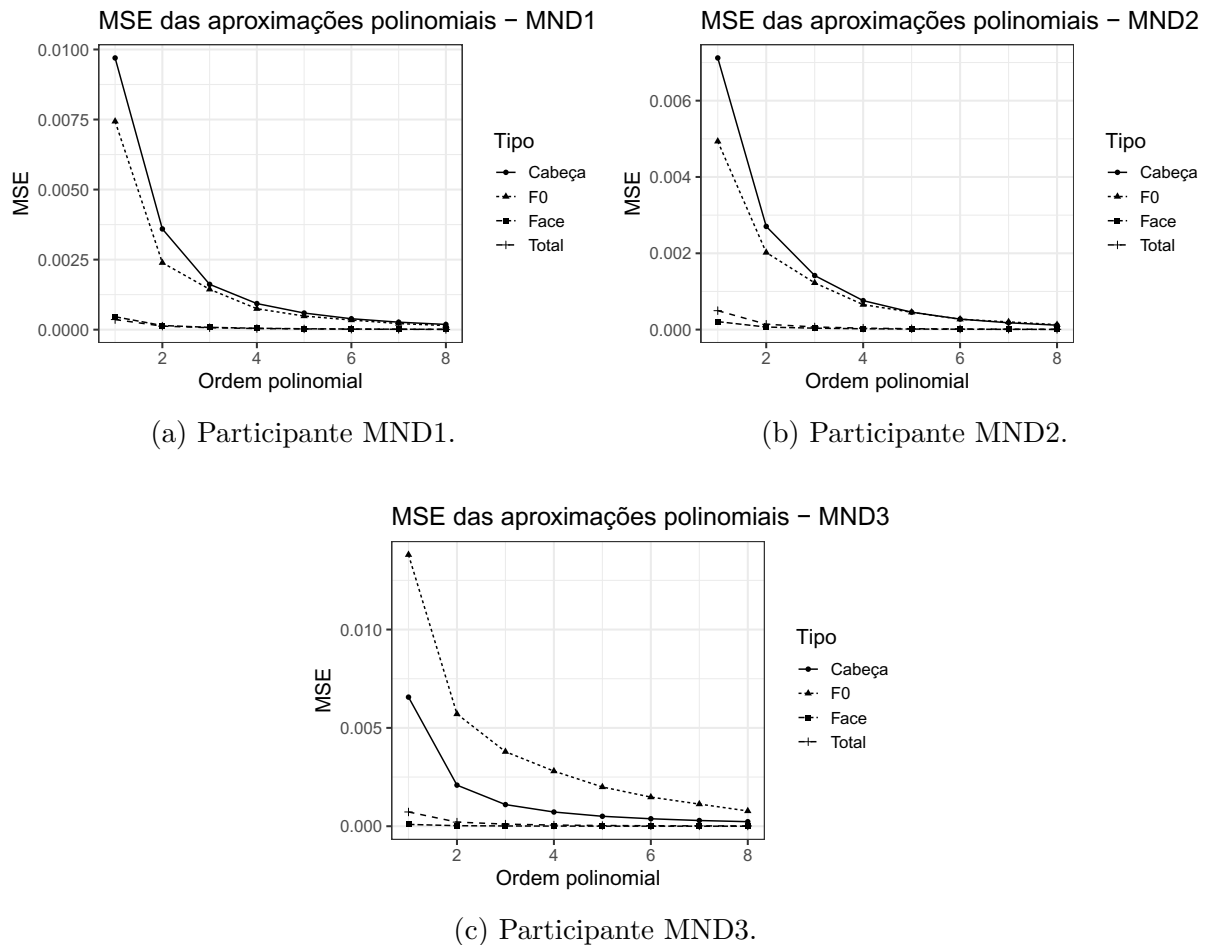 MSE das aproximações polinomiais − MND1
0.0100
0.0075
0.0050
0.0025
0.0000
MSE
2 4 6 8
Ordem polinomial
Tipo
Cabeça
F0
Face
Total
(a) Participante MND1.
MSE das aproximações polinomiais − MND2
0.006
0.004
0.002
0.000
MSE
2 4 6 8
Ordem polinomial
Tipo
Cabeça
F0
Face
Total
(b) Participante MND2.
MSE das aproximações polinomiais − MND3
0.010
0.005
0.000
MSE
2 4 6 8
Ordem polinomial
Tipo
Cabeça
F0
Face
Total
(c) Participante MND3.